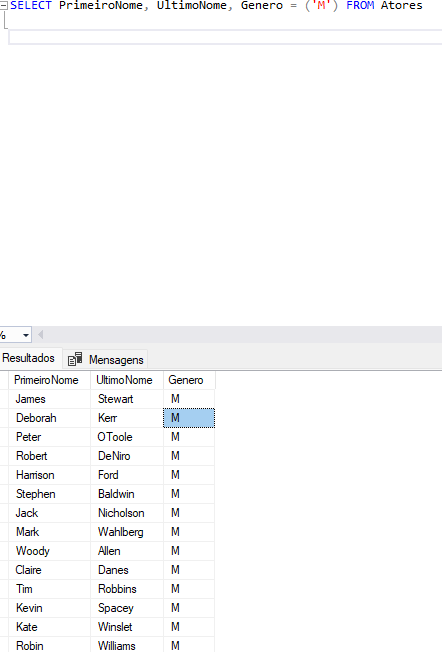 SELECT PrimeiroNome, UltimoNome, Genero = ('M') FROM Atores
%
Resultados Mensagens
PrimeiroNome UltimoNome Genero
James Stewart M
Deborah Kerr M
Peter OToole M
Robert DeNiro M
Harrison Ford M
Stephen Baldwin M
Jack Nicholson M
Mark Wahlberg M
Woody Allen M
Claire Danes M
Tim Robbins M
Kevin Spacey M
Kate Winslet M
Robin Williams M